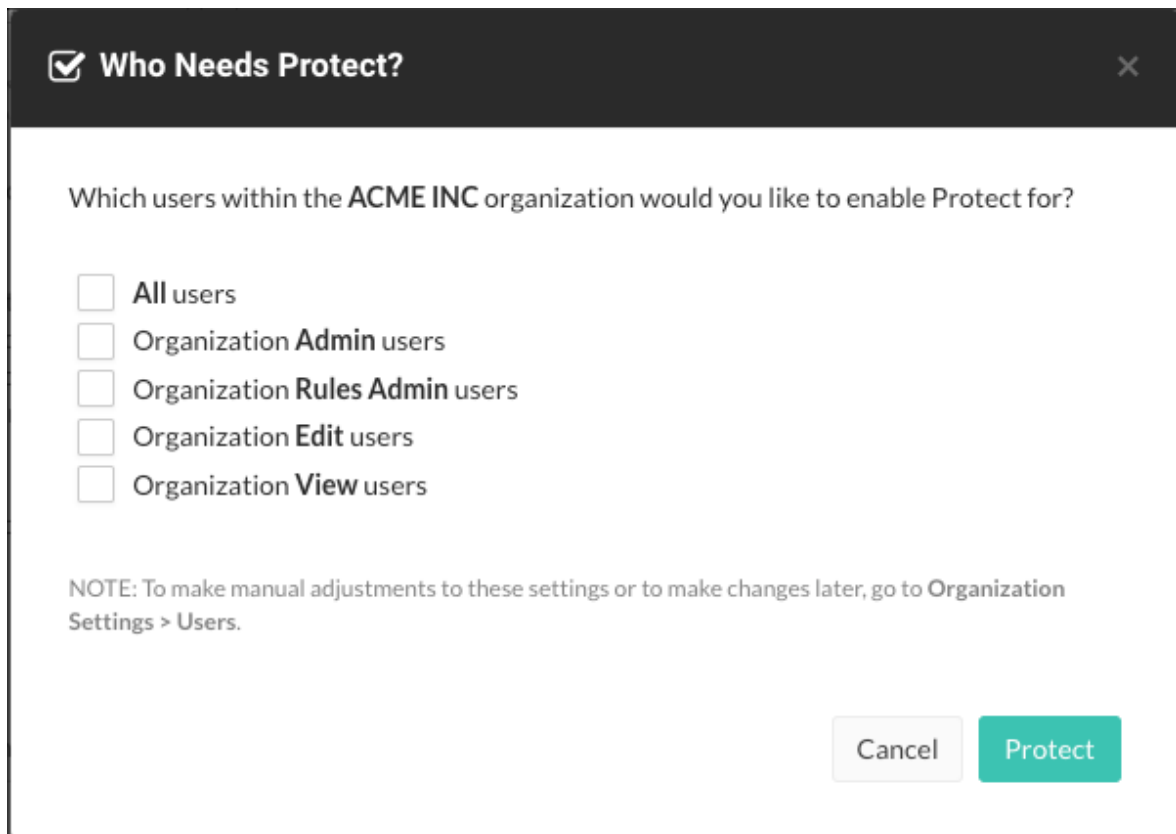 Who Needs Protect?
Which users within the ACME INC organization would you like to enable Protect for?
All users
Organization Admin users
Organization Rules Admin users
Organization Edit users
Organization View users
NOTE: To make manual adjustments to these settings or to make changes later, go to Organization
Settings > Users.
Cancel Protect